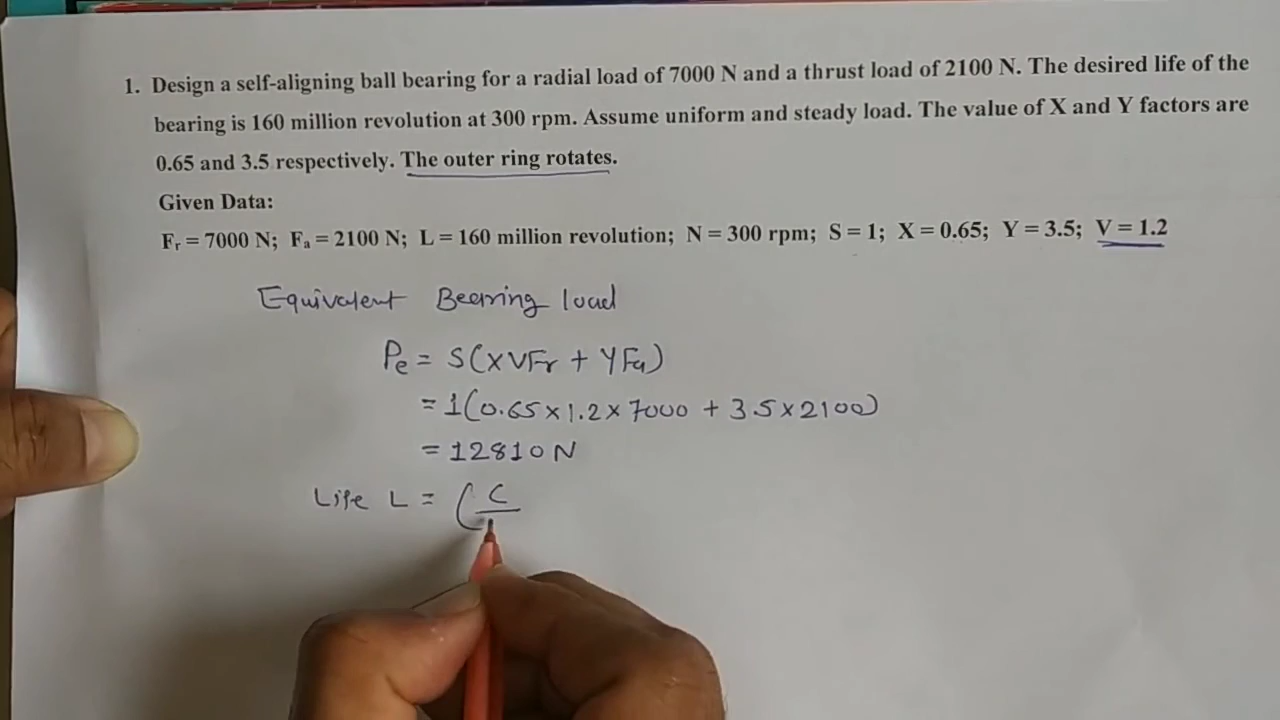 1. Design a self-aligning ball bearing for a radial load of 7000 N and a thrust load of 2100 N. The desired life of the
bearing is 160 million revolution at 300 rpm. Assume uniform and steady load. The value of X and Y factors are
0.65 and 3.5 respectively. The outer ring rotates.
Given Data:
Fr = 7000 N; Fa = 2100 N; L = 160 million revolution; N = 300 rpm; S = 1; X = 0.65; Y = 3.5; V = 1.2
Equivalent Bearring load
Pe = S(XVFr + YFa)
= 1(0.65×1.2×7000 + 3.5×2100)
= 12810 N
Life L = (C/